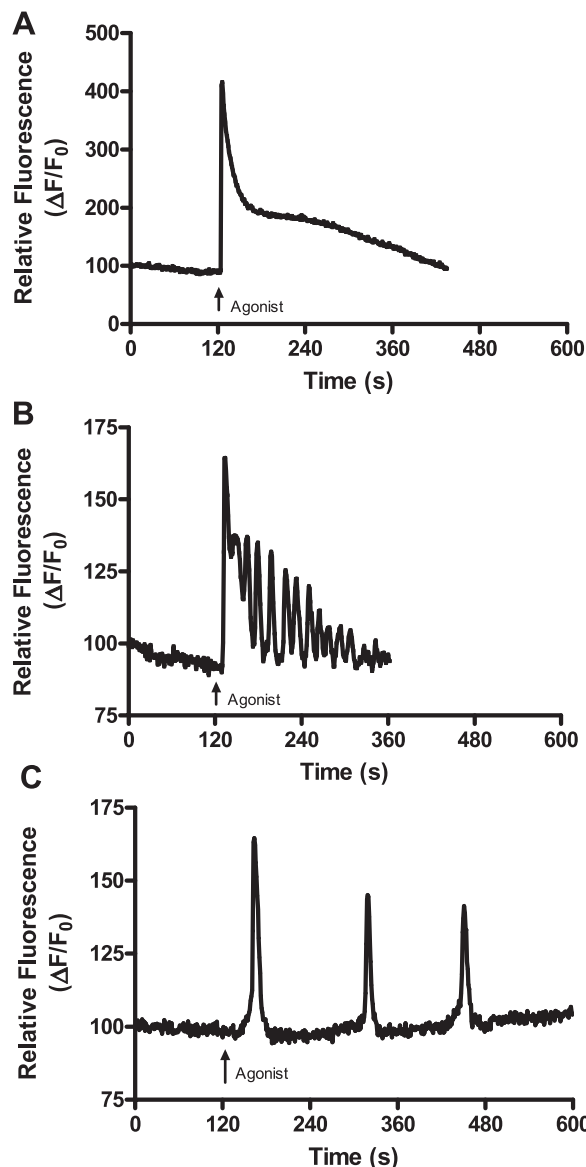 A
Relative Fluorescence
(ΔF/F0)
500
400
300
200
100
0
Agonist
0 120 240 360 480 600
Time (s)
B
Relative Fluorescence
(ΔF/F0)
175
150
125
100
75
Agonist
0 120 240 360 480 600
Time (s)
C
Relative Fluorescence
(ΔF/F0)
175
150
125
100
75
Agonist
0 120 240 360 480 600
Time (s)